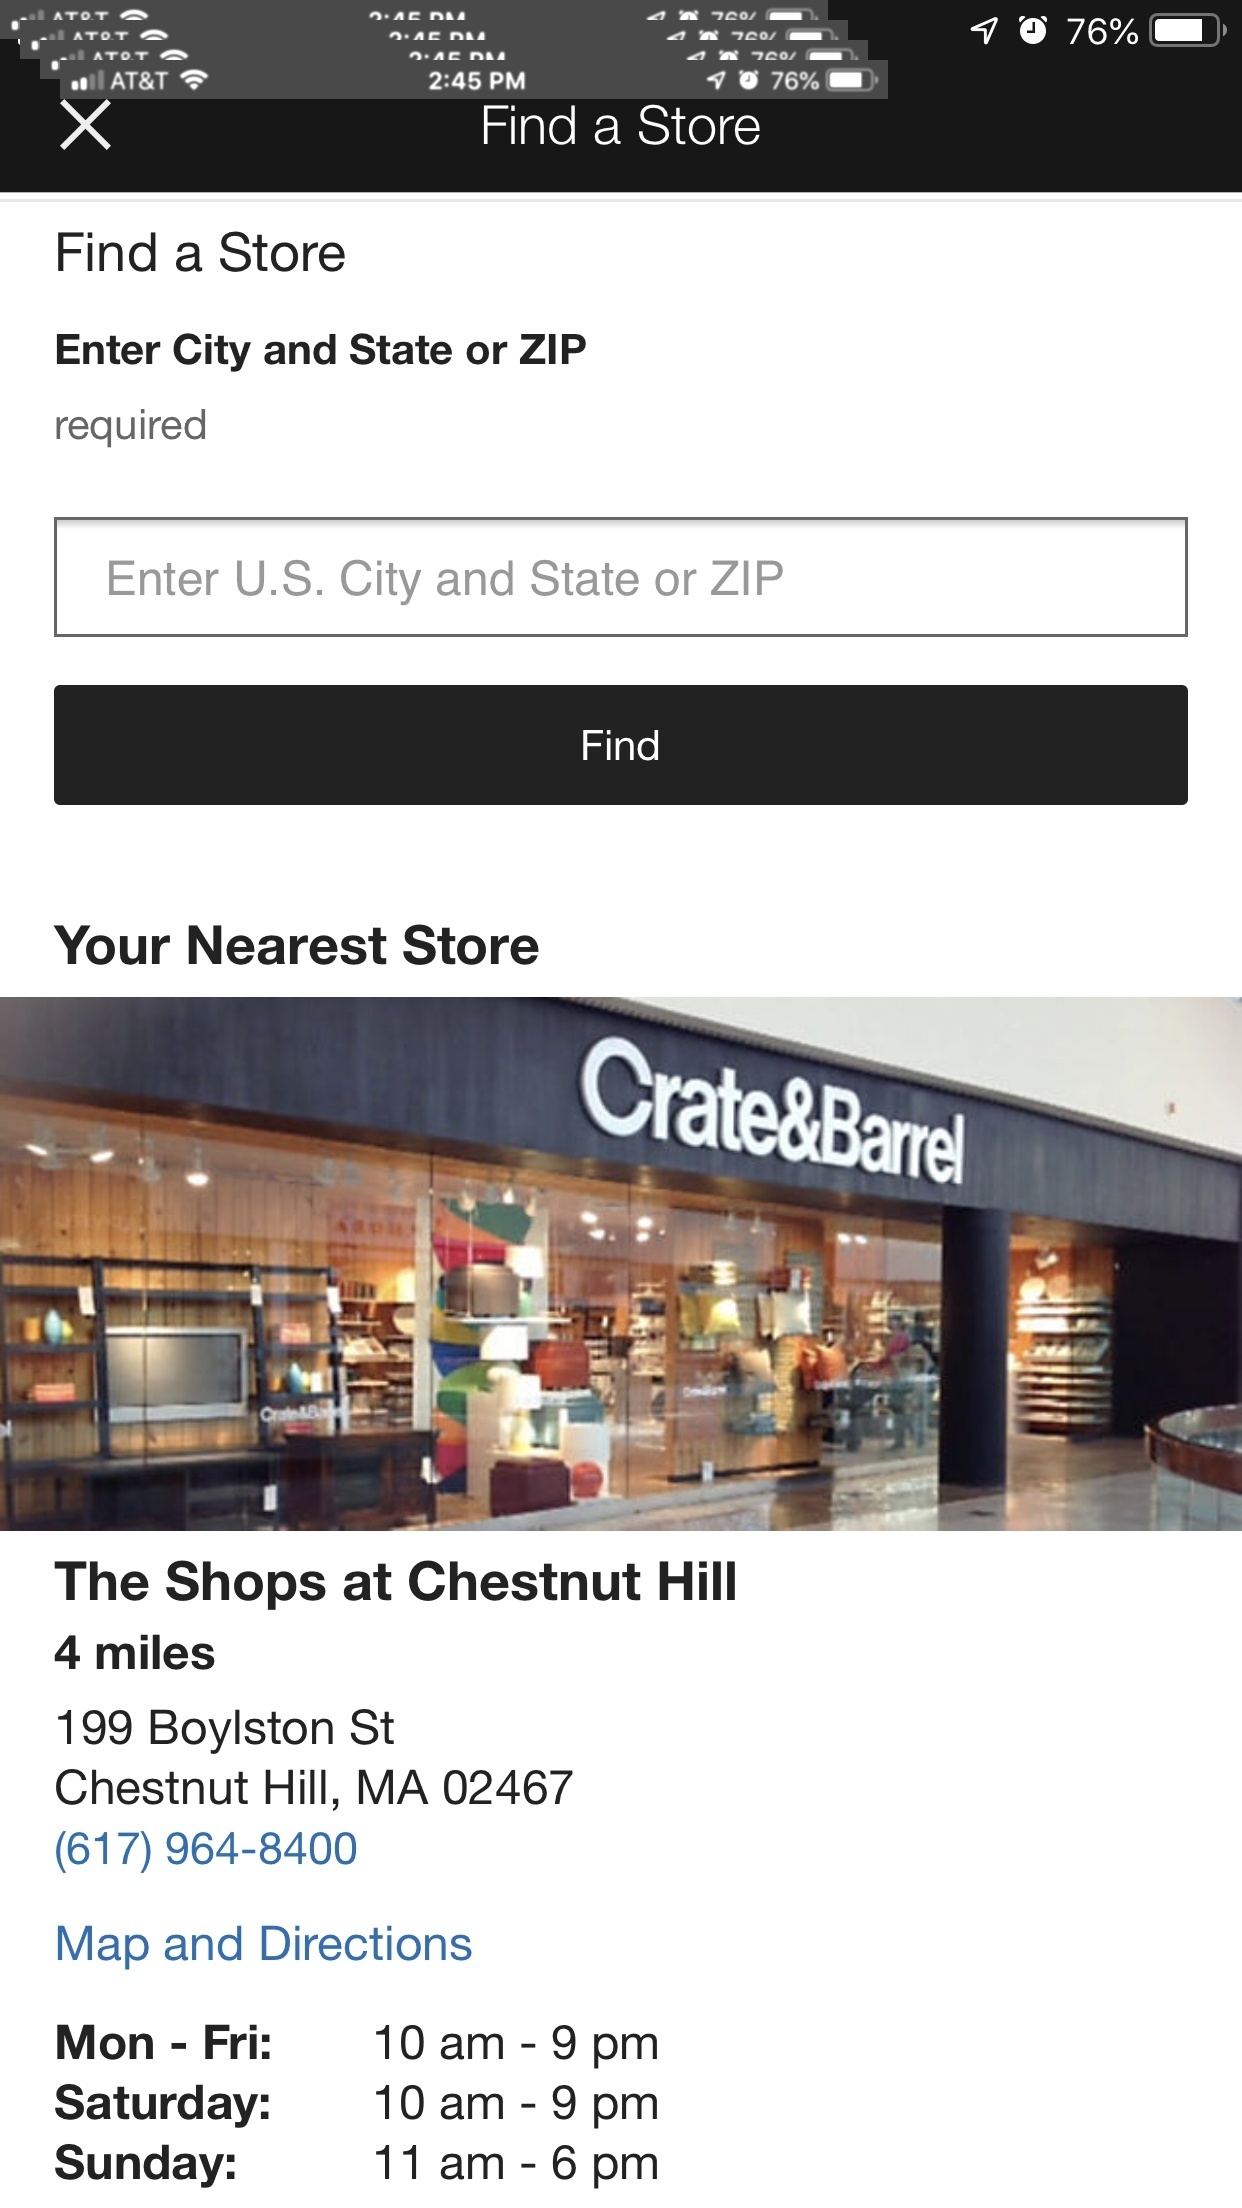 AT&T 2:45 PM 76%
AT&T 2:45 PM 76%
AT&T 2:45 PM 76%
AT&T 2:45 PM 76%
76%
Find a Store
Find a Store
Enter City and State or ZIP
required
Enter U.S. City and State or ZIP
Find
Your Nearest Store
Crate&Barrel
Crate&Barrel
The Shops at Chestnut Hill
4 miles
199 Boylston St
Chestnut Hill, MA 02467
(617) 964-8400
Map and Directions
Mon - Fri: 10 am - 9 pm
Saturday: 10 am - 9 pm
Sunday: 11 am - 6 pm